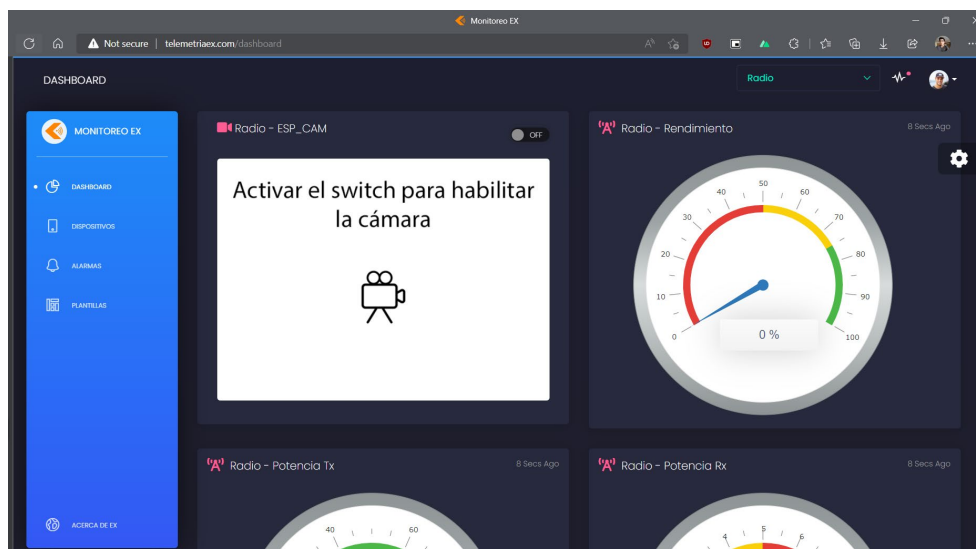 Monitoreo EX
Not secure | telemetriaex.com/dashboard
DASHBOARD
Radio
MONITOREO EX
DASHBOARD
DISPOSITIVOS
ALARMAS
PLANTILLAS
ACERCA DE EX
Radio - ESP_CAM
OFF
Activar el switch para habilitar
la cámara
Radio - Rendimiento
8 Secs Ago
0
10
20
30
40
50
60
70
80
90
100
0 %
Radio - Potencia Tx
8 Secs Ago
40
60
Radio - Potencia Rx
8 Secs Ago
4
5
6